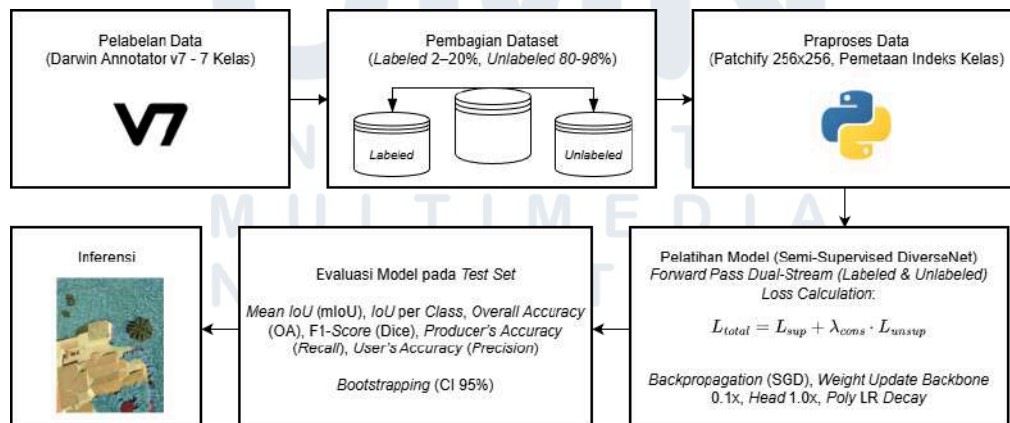 Pelabelan Data
(Darwin Annotator v7 - 7 Kelas)
V7
Pembagian Dataset
(Labeled 2–20%, Unlabeled 80-98%)
Labeled
Unlabeled
Praproses Data
(Patchify 256x256, Pemetaan Indeks Kelas)
MULTIMEDIA
Inferensi
Evaluasi Model pada Test Set
Mean IoU (mIoU), IoU per Class, Overall Accuracy
(OA), F1-Score (Dice), Producer's Accuracy
(Recall), User's Accuracy (Precision)
Bootstrapping (CI 95%)
Pelatihan Model (Semi-Supervised DiverseNet)
Forward Pass Dual-Stream (Labeled & Unlabeled)
Loss Calculation:
L_total = L_sup + λ_cons · L_unsup
Backpropagation (SGD), Weight Update Backbone
0.1x, Head 1.0x, Poly LR Decay